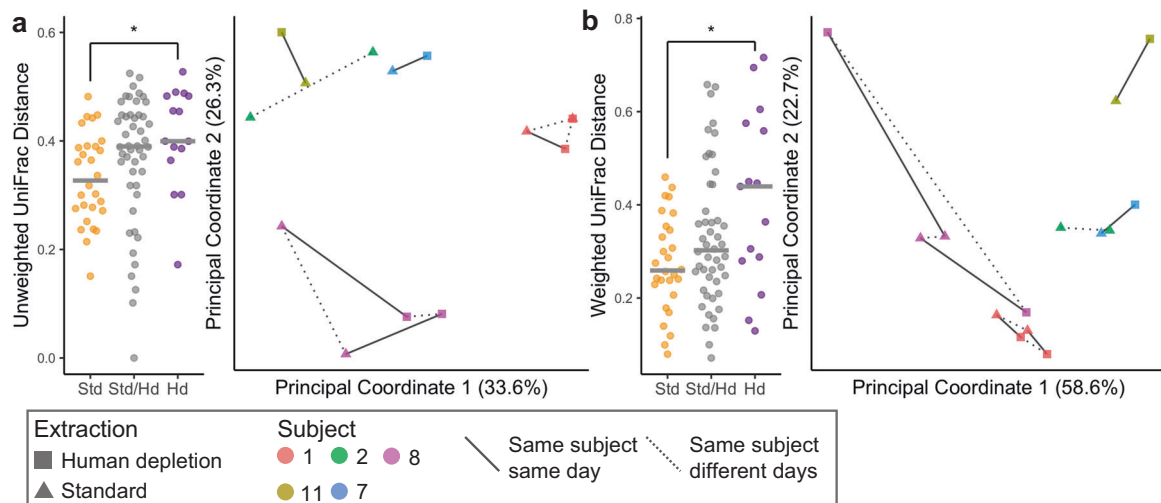 a
*
0.6
0.4
0.2
0.0
Unweighted UniFrac Distance
Std Std/Hd Hd
Principal Coordinate 2 (26.3%)
Principal Coordinate 1 (33.6%)
b
*
0.8
0.6
0.4
0.2
Weighted UniFrac Distance
Std Std/Hd Hd
Principal Coordinate 2 (22.7%)
Principal Coordinate 1 (58.6%)
Extraction
Human depletion
Standard
Subject
1 2 8
11 7
Same subject
same day
Same subject
different days